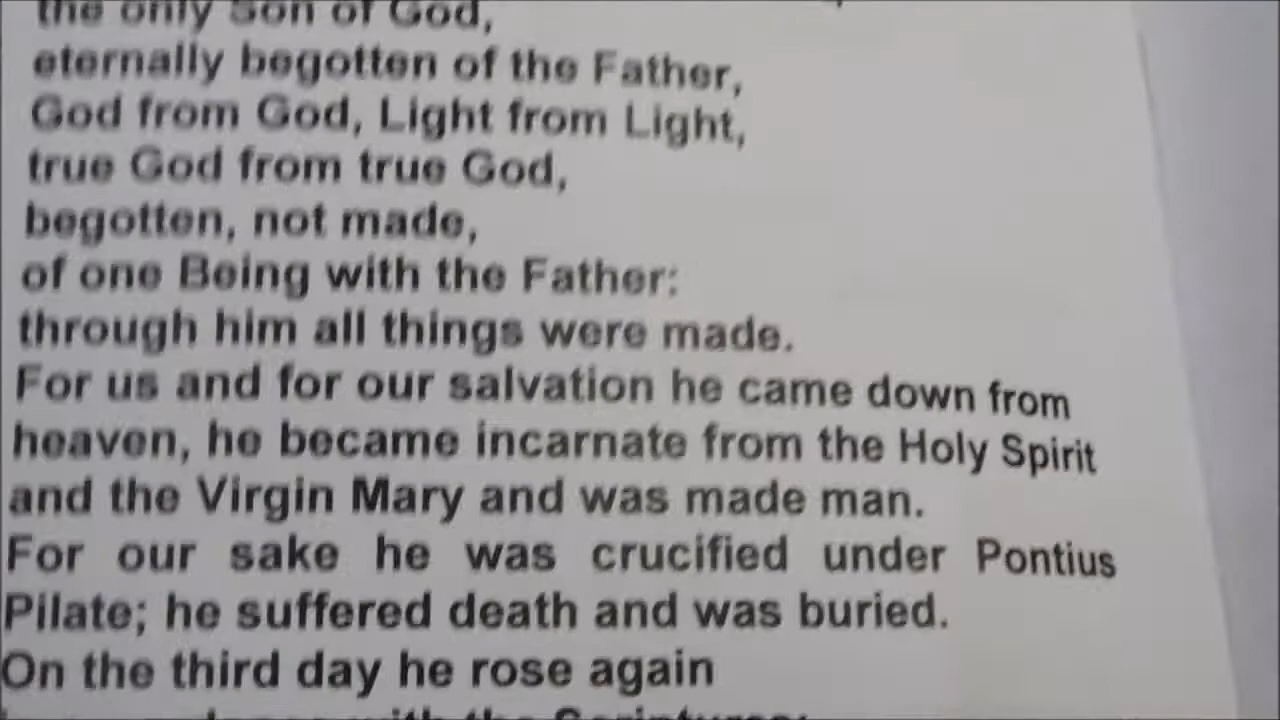 the only Son of God,
eternally begotten of the Father,
God from God, Light from Light,
true God from true God,
begotten, not made,
of one Being with the Father:
through him all things were made.
For us and for our salvation he came down from
heaven, he became incarnate from the Holy Spirit
and the Virgin Mary and was made man.
For our sake he was crucified under Pontius
Pilate; he suffered death and was buried.
On the third day he rose again
with the Scriptures;